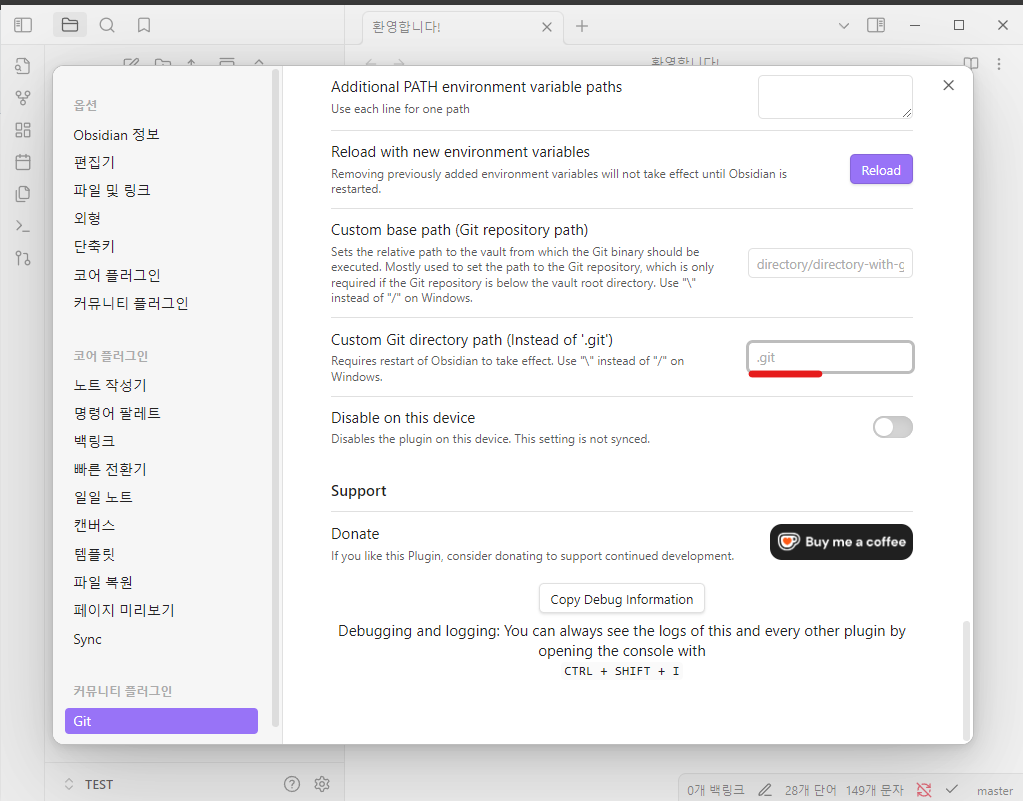 환영합니다!
환영합니다!
옵션
Obsidian 정보
편집기
파일 및 링크
외형
단축키
코어 플러그인
커뮤니티 플러그인
코어 플러그인
노트 작성기
명령어 팔레트
백링크
빠른 전환기
일일 노트
캔버스
템플릿
파일 복원
페이지 미리보기
Sync
커뮤니티 플러그인
Git
Additional PATH environment variable paths
Use each line for one path
Reload with new environment variables
Removing previously added environment variables will not take effect until Obsidian is
restarted.
Reload
Custom base path (Git repository path)
Sets the relative path to the vault from which the Git binary should be
executed. Mostly used to set the path to the Git repository, which is only
required if the Git repository is below the vault root directory. Use "\"
instead of "/" on Windows.
directory/directory-with-g
Custom Git directory path (Instead of '.git')
Requires restart of Obsidian to take effect. Use "\" instead of "/" on
Windows.
.git
Disable on this device
Disables the plugin on this device. This setting is not synced.
Support
Donate
If you like this Plugin, consider donating to support continued development.
Buy me a coffee
Copy Debug Information
Debugging and logging: You can always see the logs of this and every other plugin by
opening the console with
CTRL + SHIFT + I
TEST
0개 백링크 28개 단어 149개 문자 master